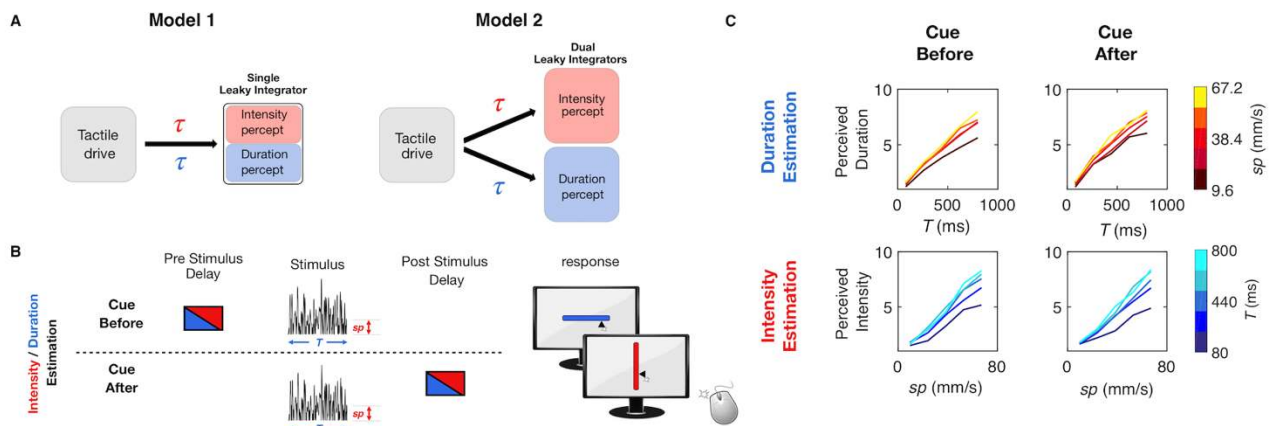 A
Model 1
Model 2
Tactile
drive
τ
τ
Single
Leaky Integrator
Intensity
percept
Duration
percept
Tactile
drive
τ
τ
Dual
Leaky Integrators
Intensity
percept
Duration
percept
B
Intensity / Duration
Estimation
Pre Stimulus
Delay
Stimulus
Post Stimulus
Delay
response
Cue
Before
sp
T
Cue
After
sp
C
Cue
Before
Cue
After
Duration
Estimation
Perceived
Duration
10
5
0 500 1000
T (ms)
10
5
0 500 1000
T (ms)
67.2
38.4
9.6
sp (mm/s)
Intensity
Estimation
Perceived
Intensity
10
5
0 80
sp (mm/s)
10
5
0 80
sp (mm/s)
800
440
80
T (ms)